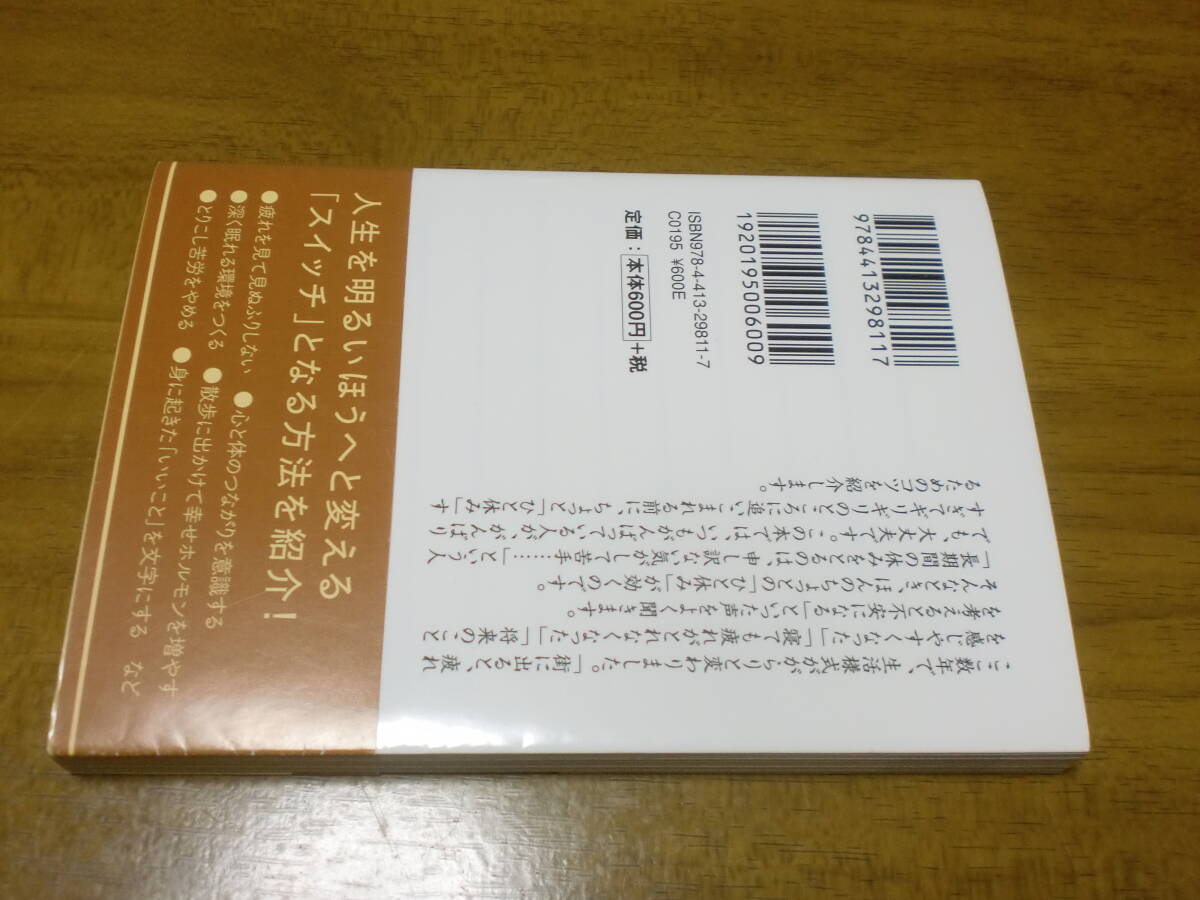 9784413298117
1920195006009
ISBN978-4-413-29811-7
C0195 ¥600E
定価：本体600円+税
ここ数年で、生活様式ががらりと変わりました。「街に出ると、疲れ
を感じやすくなった」「寝ても疲れがとれなくなった」「将来のこと
を考えると不安になる」といった声をよく聞きます。
そんなとき、ほんのちょっとの「ひと休み」が効くのです。
「長期間の休みをとるのは、申し訳ない気がして苦手……」という人
でも、大丈夫です。この本では、いつもがんばっている人が、がんばり
すぎてギリギリのところに追いこまれる前に、ちょっと「ひと休み」す
るためのコツを紹介します。
人生を明るいほうへと変える
「スイッチ」となる方法を紹介！
●疲れを見て見ぬふりしない　●心と体のつながりを意識する
●深く眠れる環境をつくる　●散歩に出かけて幸せホルモンを増やす
●とりこし苦労をやめる　●身に起きた「いいこと」を文字にする　など